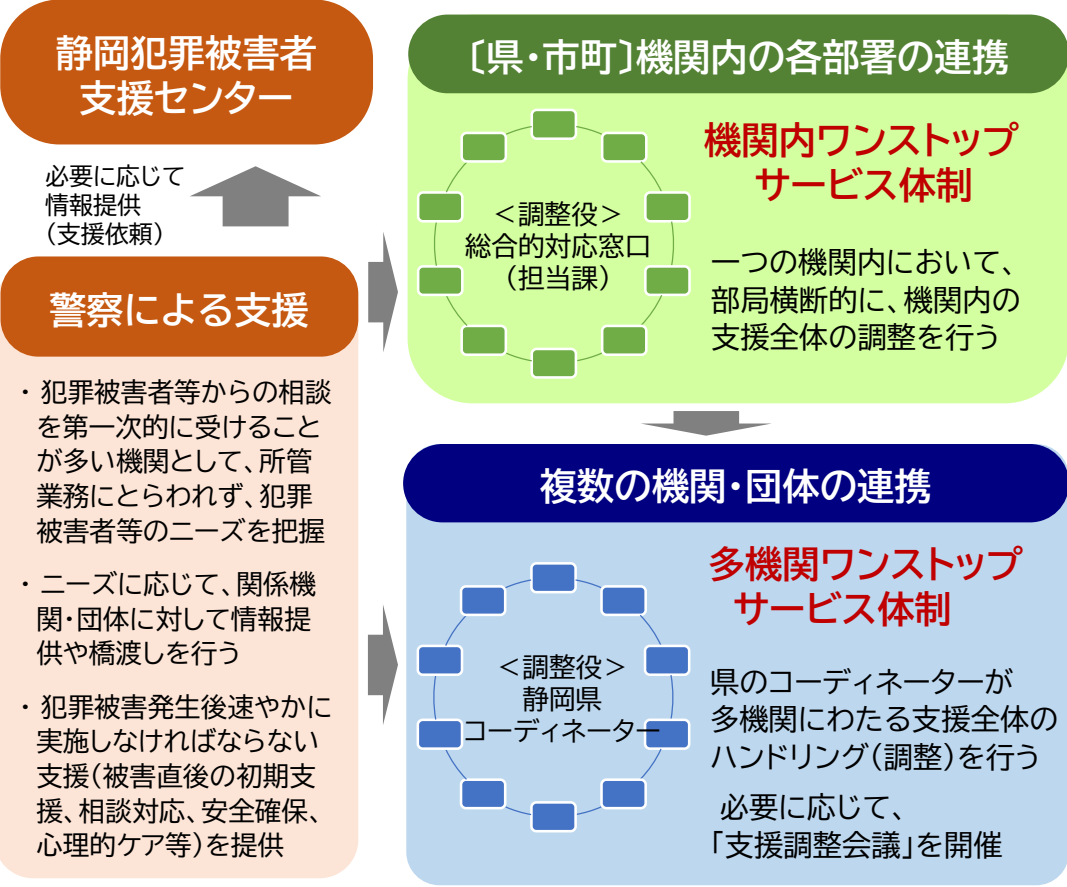 静岡犯罪被害者
支援センター
必要に応じて
情報提供
(支援依頼)
警察による支援
・ 犯罪被害者等からの相談
を第一次的に受けること
が多い機関として、所管
業務にとらわれず、犯罪
被害者等のニーズを把握
・ ニーズに応じて、関係機
関・団体に対して情報提
供や橋渡しを行う
・ 犯罪被害発生後速やかに
実施しなければならない
支援(被害直後の初期支
援、相談対応、安全確保、
心理的ケア等)を提供
〔県・市町〕機関内の各部署の連携
<調整役>
総合的対応窓口
(担当課)
機関内ワンストップ
サービス体制
一つの機関内において、
部局横断的に、機関内の
支援全体の調整を行う
複数の機関・団体の連携
<調整役>
静岡県
コーディネーター
多機関ワンストップ
サービス体制
県のコーディネーターが
多機関にわたる支援全体の
ハンドリング(調整)を行う
必要に応じて、
「支援調整会議」を開催